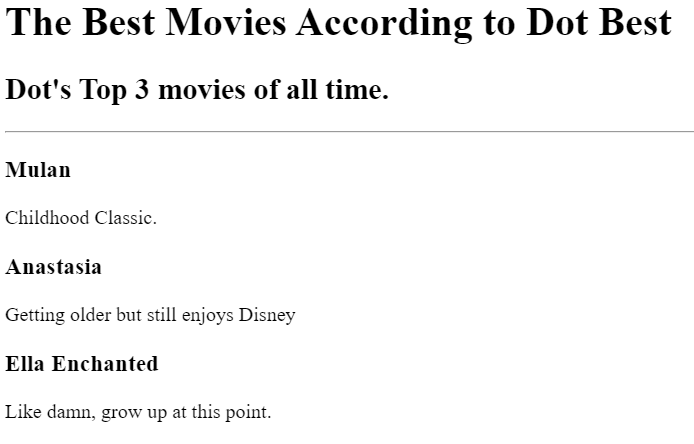 The Best Movies According to Dot Best
Dot's Top 3 movies of all time.
Mulan
Childhood Classic.
Anastasia
Getting older but still enjoys Disney
Ella Enchanted
Like damn, grow up at this point.